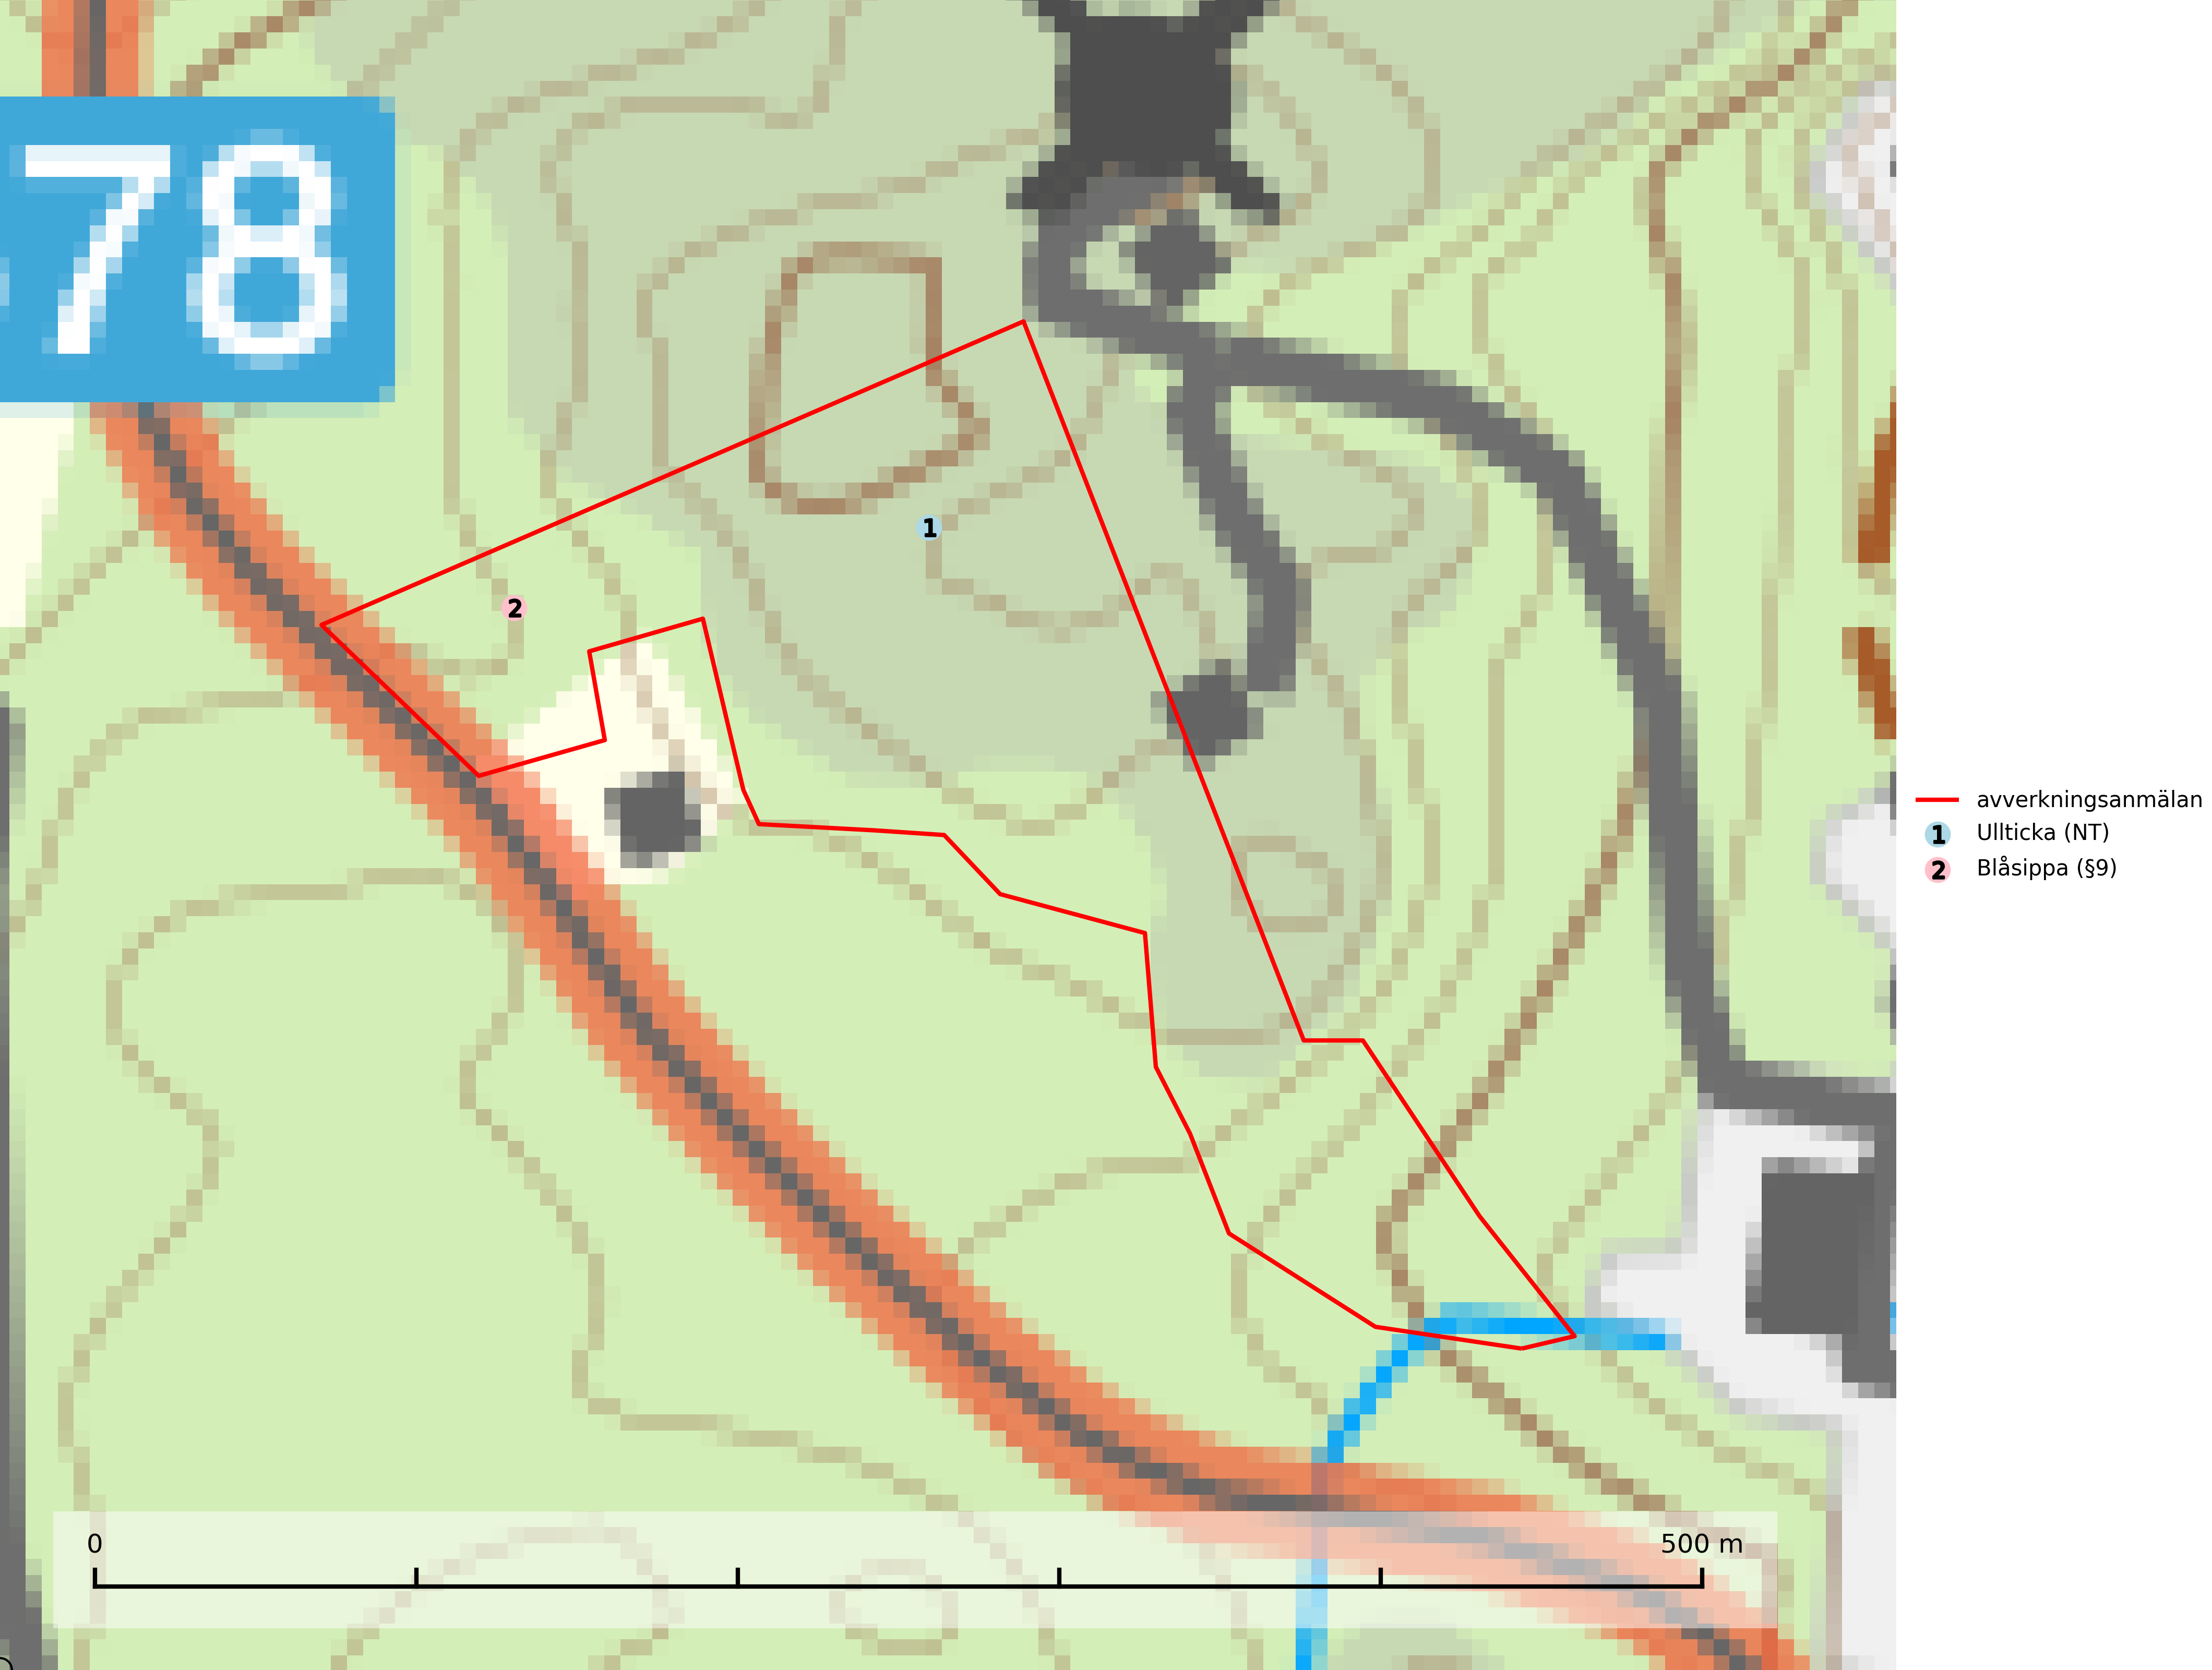 78
1
2
avverkningsanmälan
1 Ullticka (NT)
2 Blåsippa (§9)
0 500 m